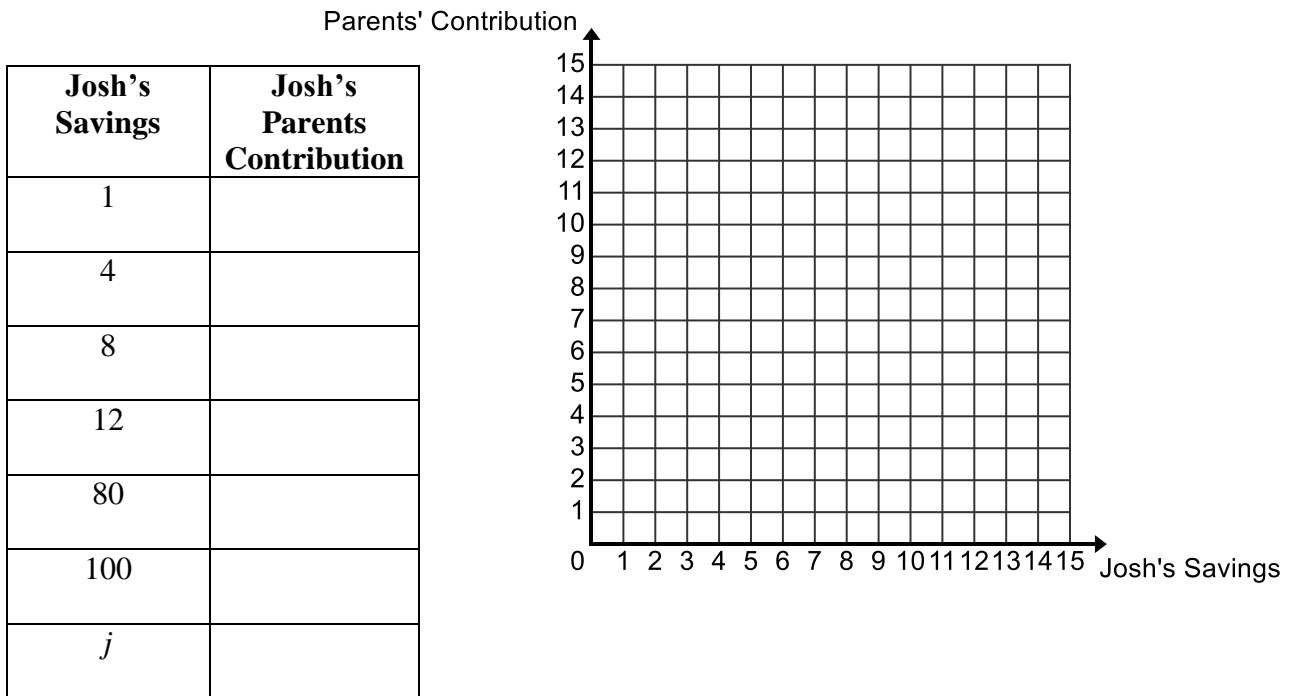 Parents' Contribution
Josh's
Savings
Josh's
Parents
Contribution
1
4
8
12
80
100
j
15
14
13
12
11
10
9
8
7
6
5
4
3
2
1
0 1 2 3 4 5 6 7 8 9 10 11 12 13 14 15
Josh's Savings